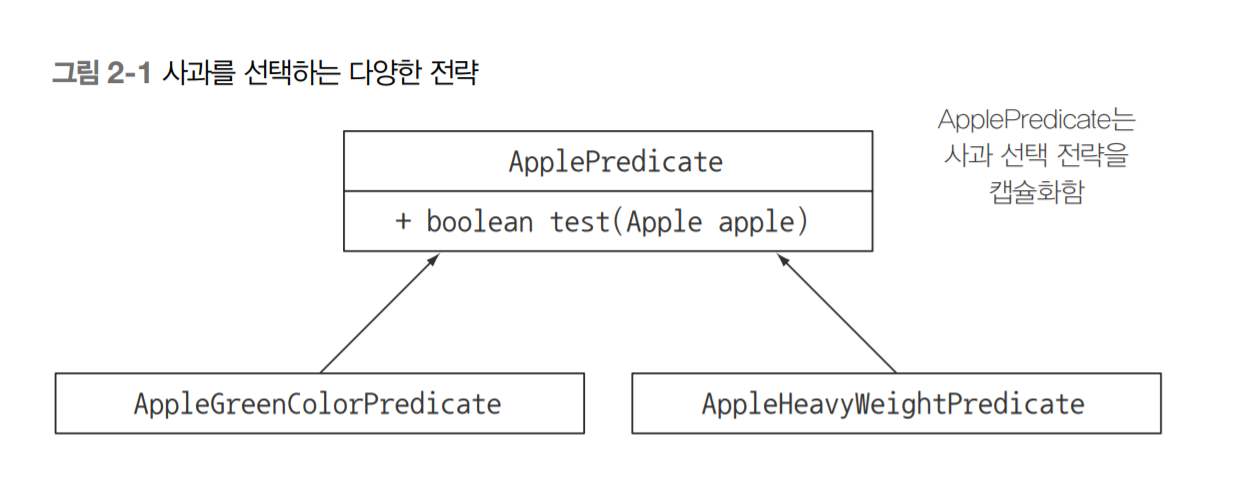 그림 2-1 사과를 선택하는 다양한 전략
ApplePredicate는
사과 선택 전략을
캡슐화함
ApplePredicate
+ boolean test(Apple apple)
AppleGreenColorPredicate
AppleHeavyWeightPredicate